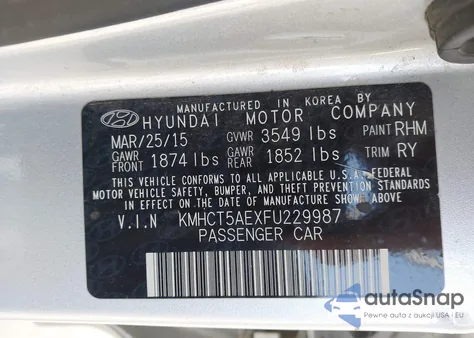 MANUFACTURED IN KOREA BY
HYUNDAI MOTOR COMPANY
MAR/25/15 GVWR 3549 lbs PAINT RHM
GAWR FRONT 1874 lbs GAWR REAR 1852 lbs TRIM RY
THIS VEHICLE CONFORMS TO ALL APPLICABLE U.S.A. FEDERAL
MOTOR VEHICLE SAFETY, BUMPER, AND THEFT PREVENTION STANDARDS
IN EFFECT ON THE DATE OF MANUFACTURE SHOWN ABOVE
V.I.N KMHCT5AEXFU229987
PASSENGER CAR
autoSnap
Pewne auta z aukcji USA i EU